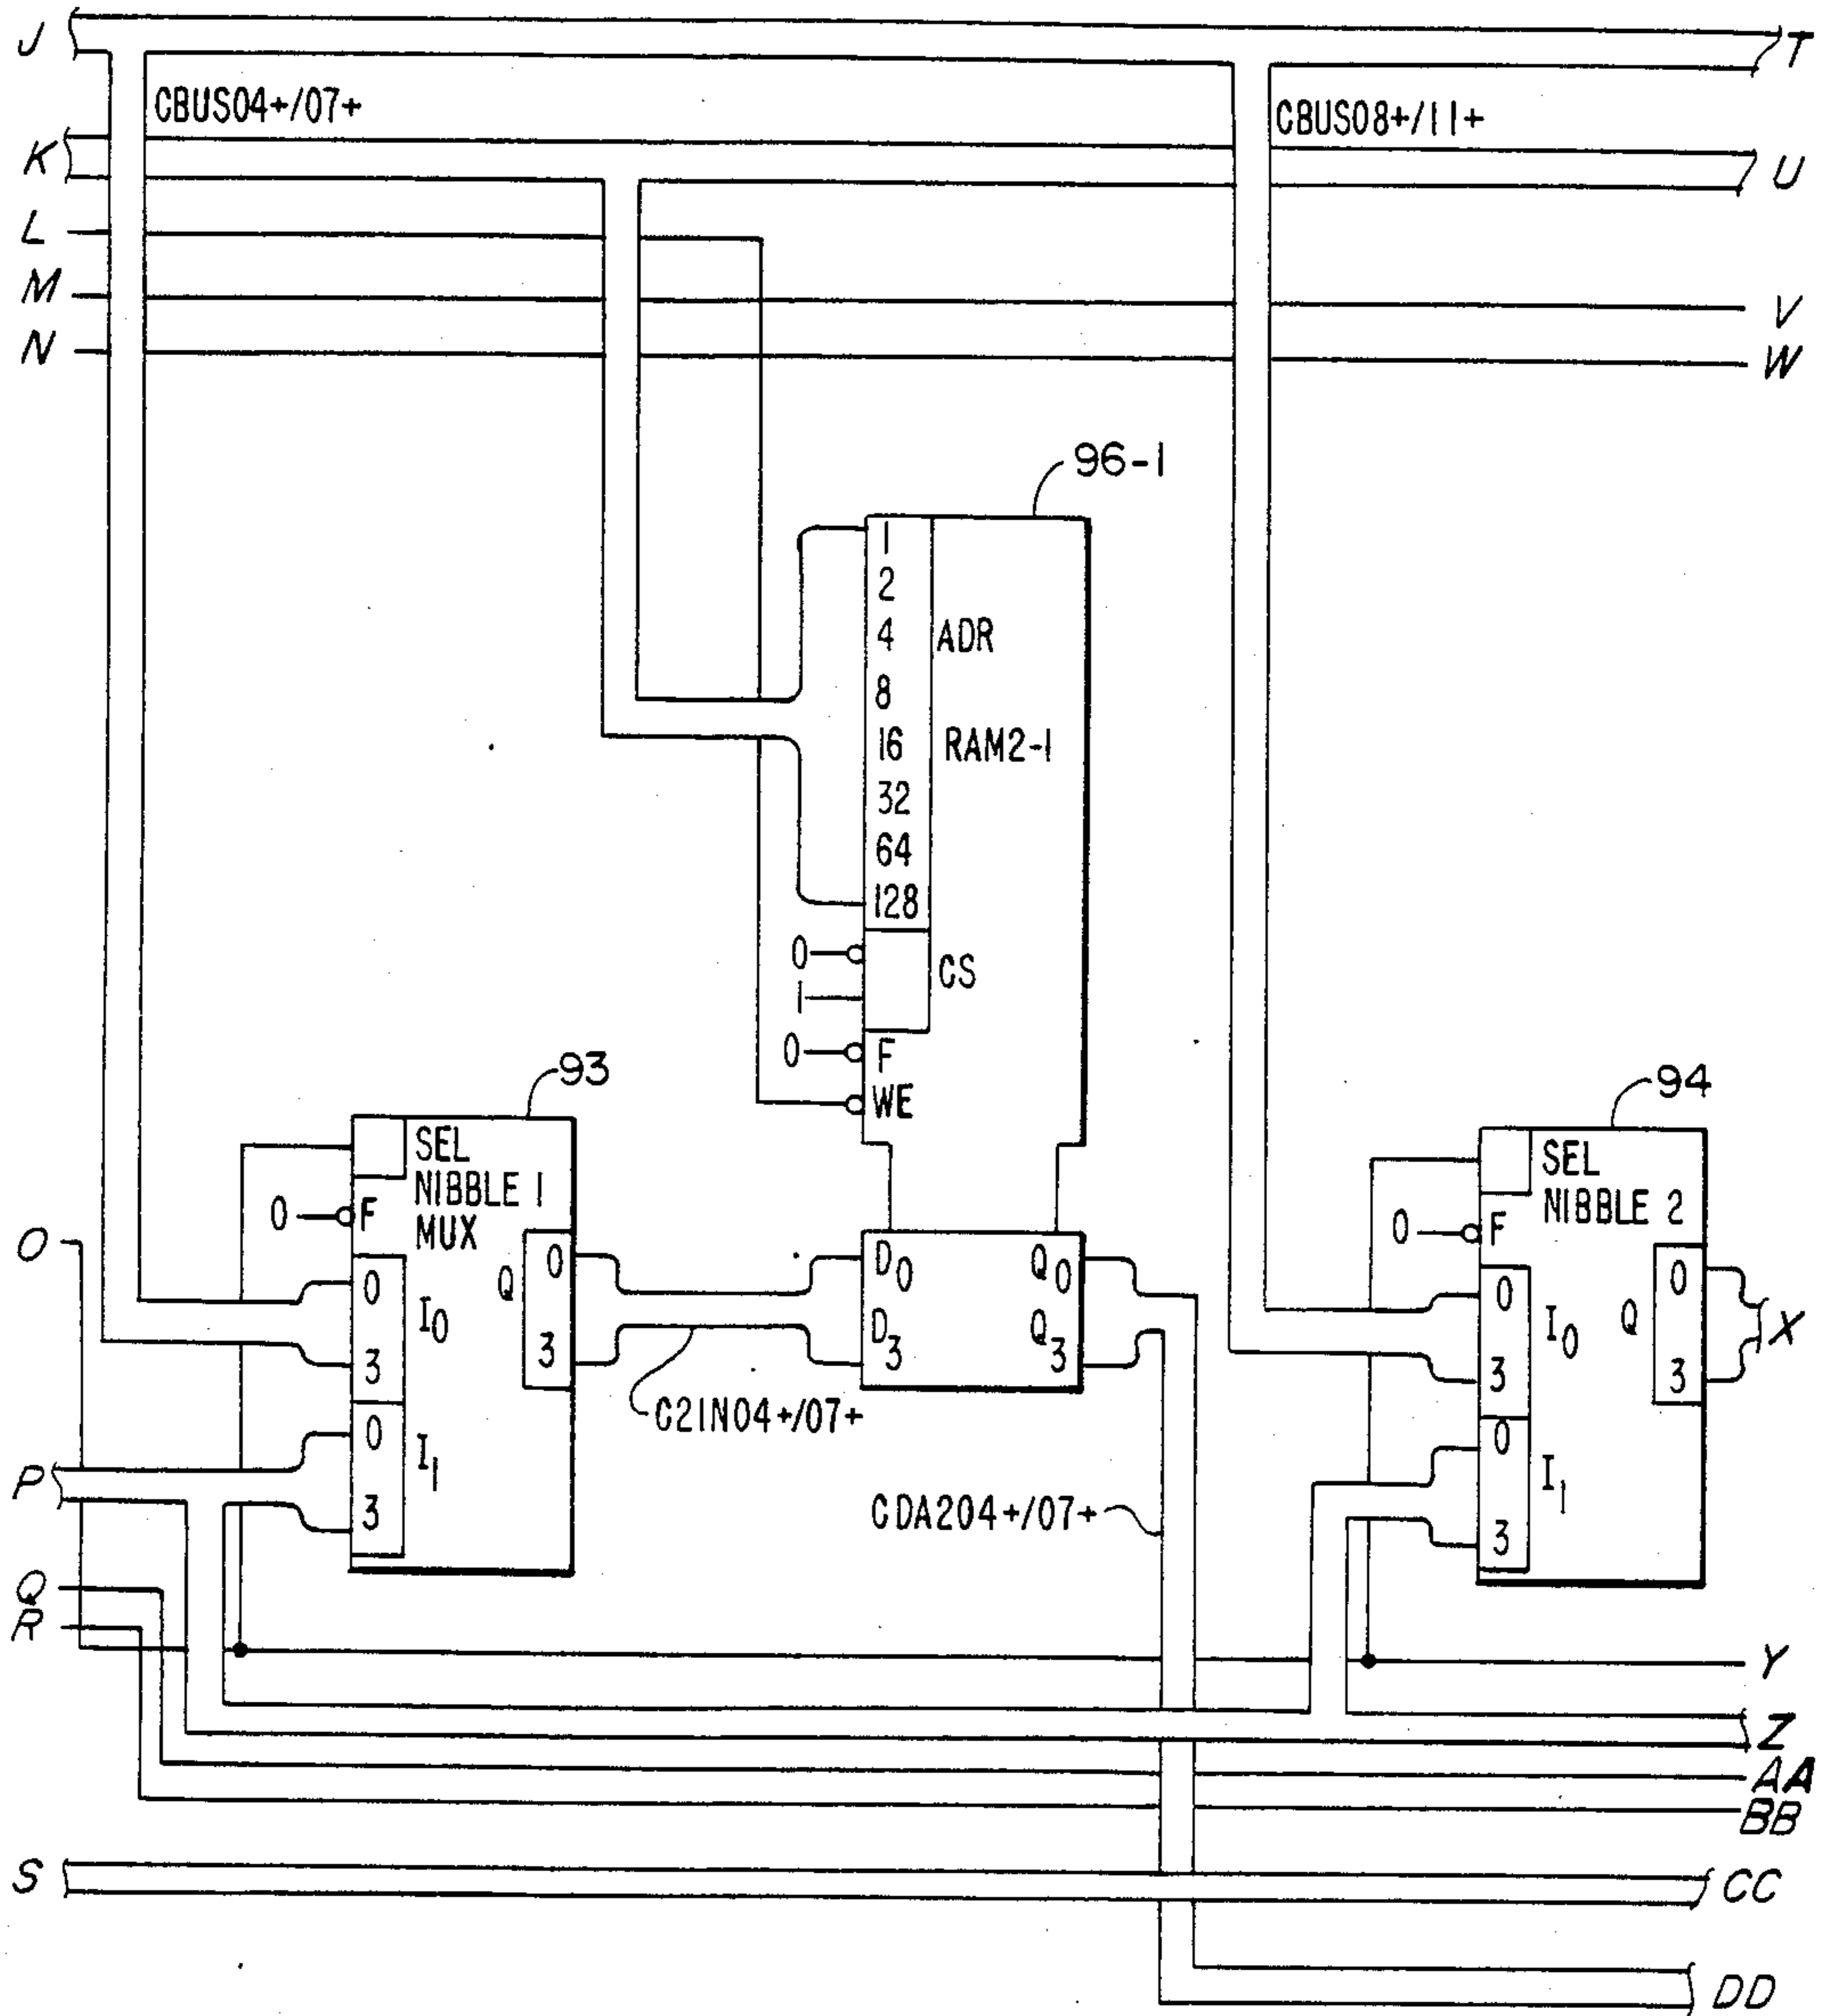 J
T
CBUS04+/07+
CBUS08+/11+
K
U
L
M
V
N
W
96-1
1
2
4
ADR
8
16
RAM2-1
32
64
128
0
CS
1
0
F
WE
93
SEL
NIBBLE 1
MUX
0
F
0
I0
3
0
I1
3
Q
0
3
D0
Q0
D3
Q3
C2IN04+/07+
CDA204+/07+
94
SEL
NIBBLE 2
0
F
0
I0
3
0
I1
3
Q
0
3
X
O
P
Q
R
Y
Z
AA
BB
S
CC
DD